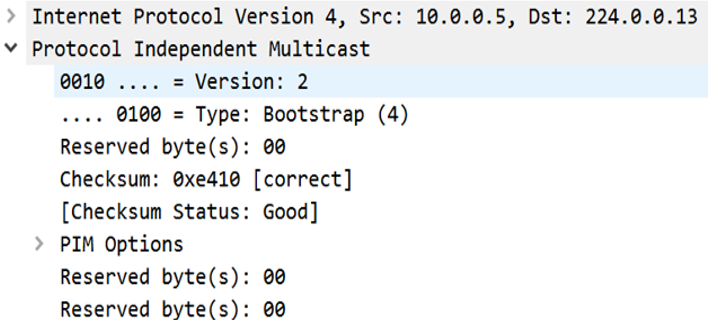 Internet Protocol Version 4, Src: 10.0.0.5, Dst: 224.0.0.13
Protocol Independent Multicast
0010 .... = Version: 2
.... 0100 = Type: Bootstrap (4)
Reserved byte(s): 00
Checksum: 0xe410 [correct]
[Checksum Status: Good]
PIM Options
Reserved byte(s): 00
Reserved byte(s): 00